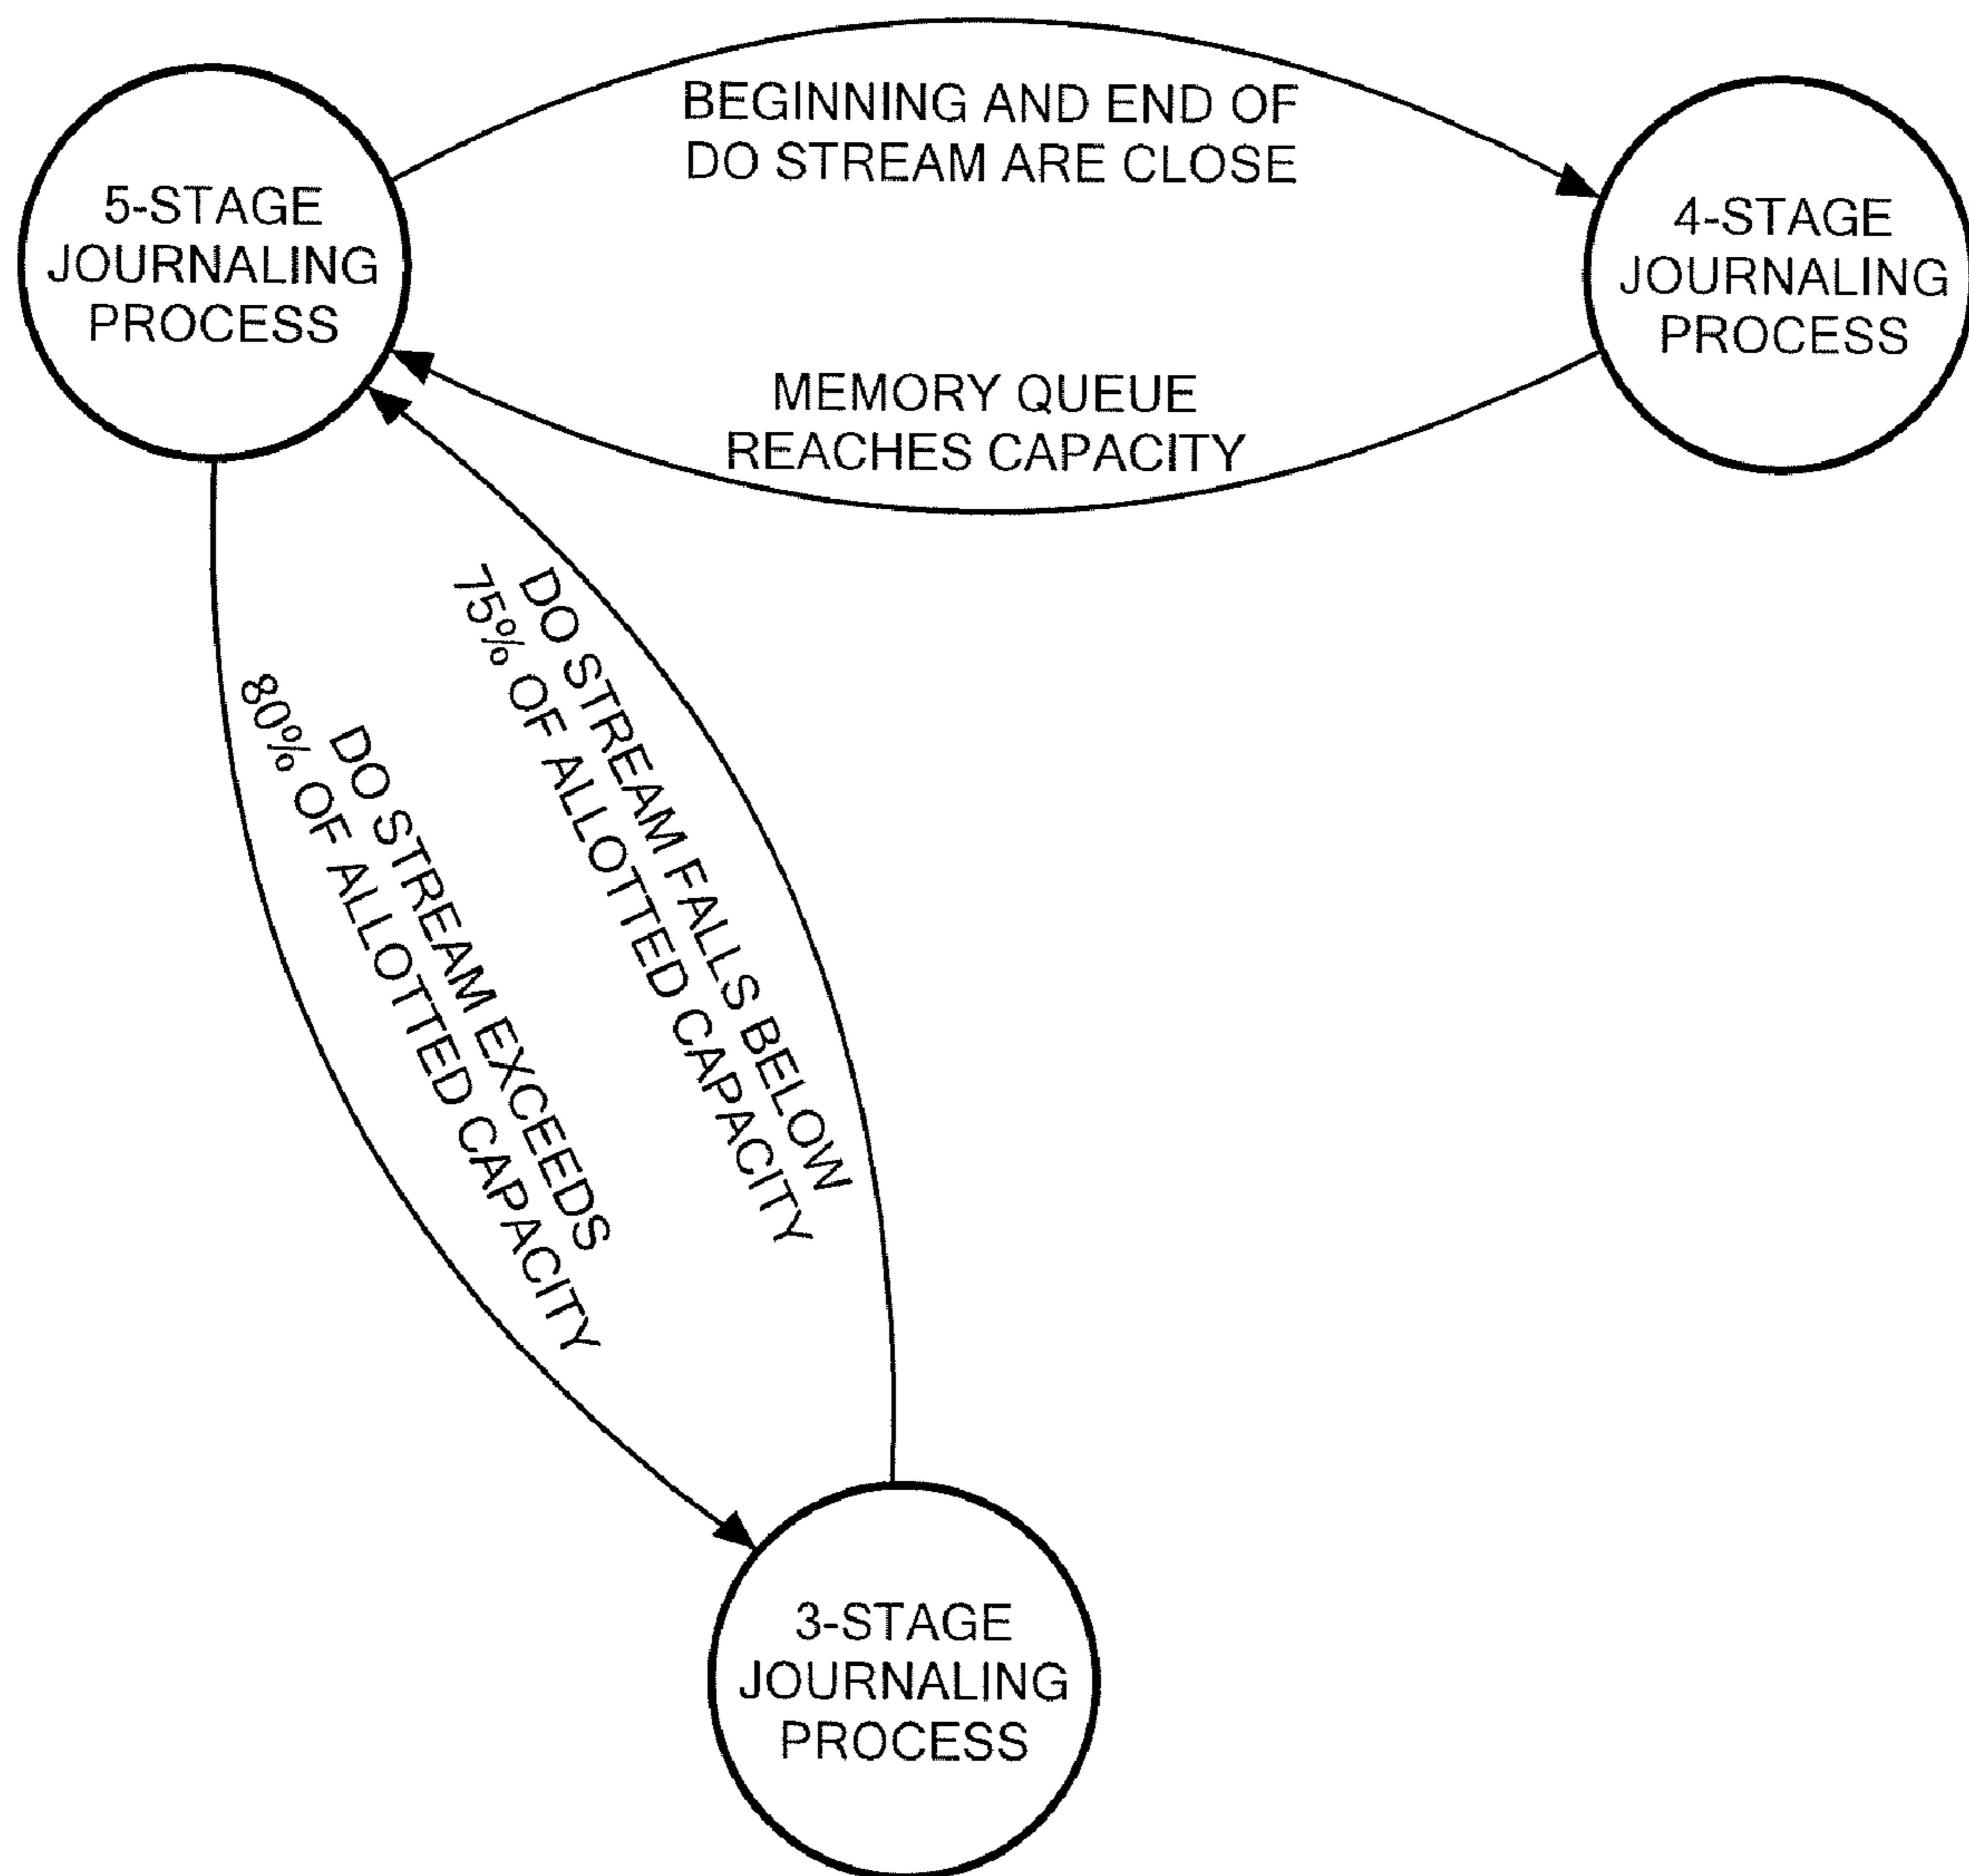 BEGINNING AND END OF
DO STREAM ARE CLOSE
5-STAGE
JOURNALING
PROCESS
4-STAGE
JOURNALING
PROCESS
MEMORY QUEUE
REACHES CAPACITY
DO STREAM FALLS BELOW
75% OF ALLOTTED CAPACITY
DO STREAM EXCEEDS
80% OF ALLOTTED CAPACITY
3-STAGE
JOURNALING
PROCESS